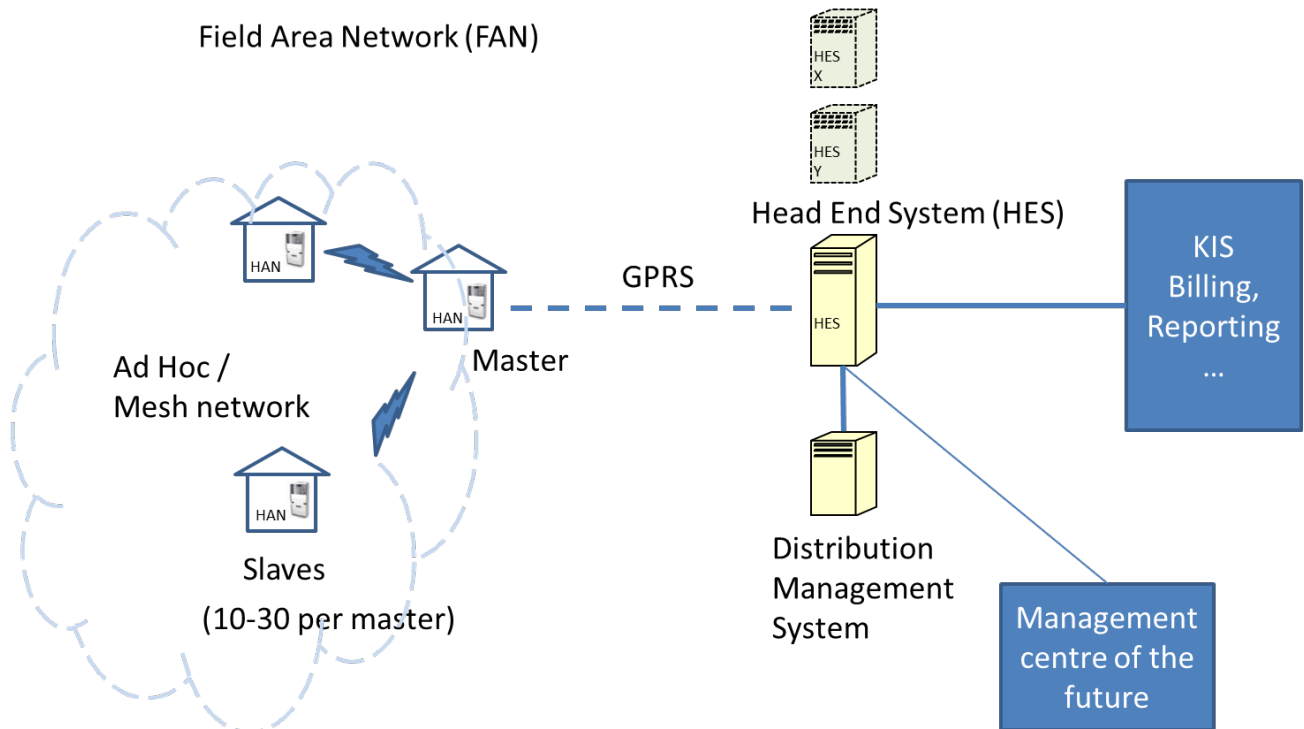 Field Area Network (FAN)
HES
X
HES
Y
Head End System (HES)
HAN
HAN
Master
GPRS
HES
KIS
Billing,
Reporting
...
Ad Hoc /
Mesh network
HAN
Slaves
(10-30 per master)
Distribution
Management
System
Management
centre of the
future